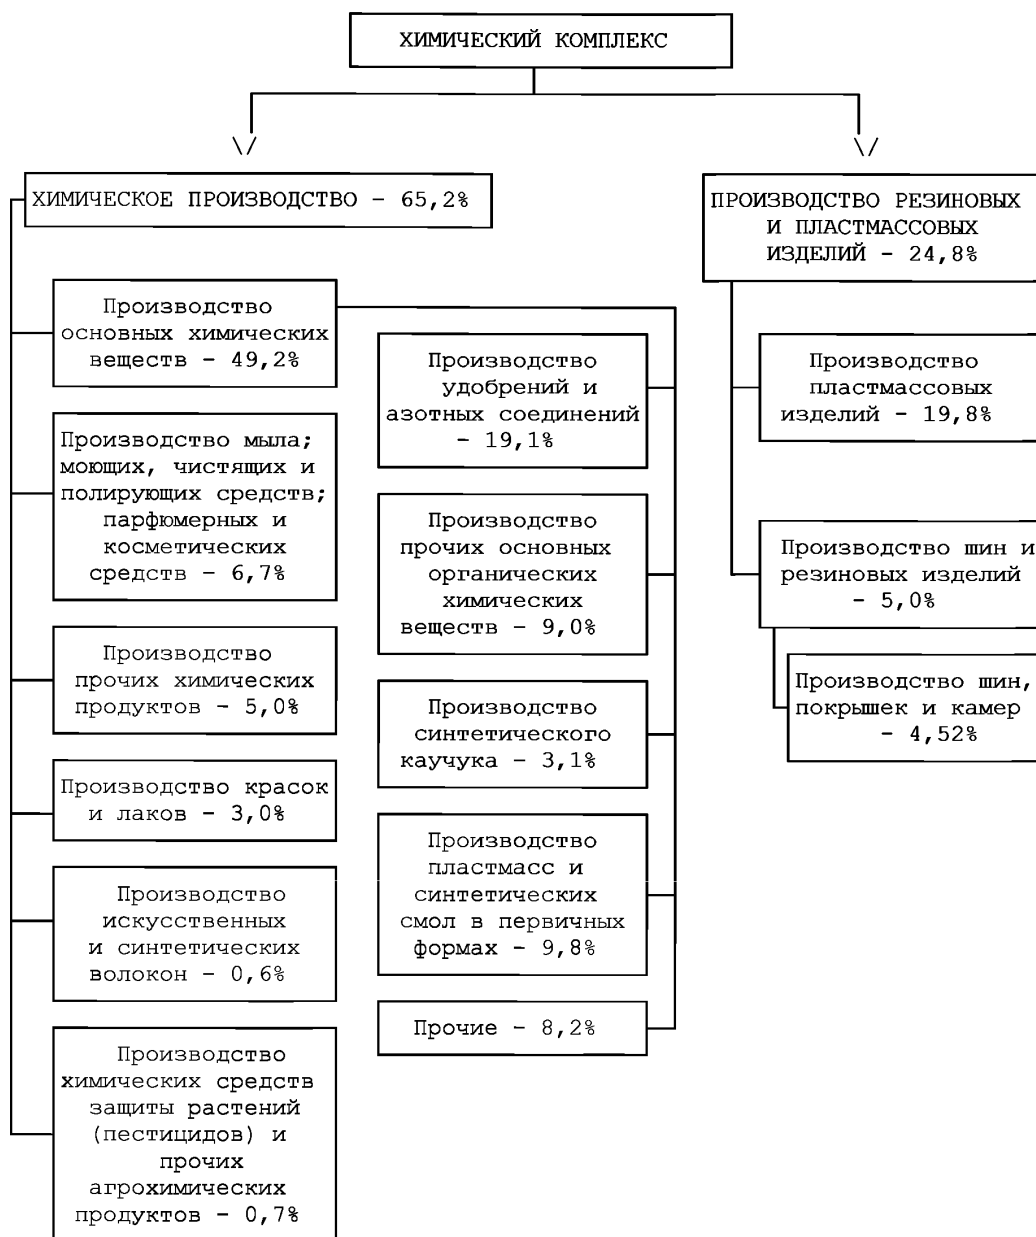 ХИМИЧЕСКИЙ КОМПЛЕКС
\/
\/
ХИМИЧЕСКОЕ ПРОИЗВОДСТВО - 65,2%
Производство
основных химических
веществ - 49,2%
Производство мыла;
моющих, чистящих и
полирующих средств;
парфюмерных и
косметических
средств - 6,7%
Производство
прочих химических
продуктов - 5,0%
Производство красок
и лаков - 3,0%
Производство
искусственных
и синтетических
волокон - 0,6%
Производство
химических средств
защиты растений
(пестицидов) и
прочих
агрохимических
продуктов - 0,7%
Производство
удобрений и
азотных соединений
- 19,1%
Производство
прочих основных
органических
химических
веществ - 9,0%
Производство
синтетического
каучука - 3,1%
Производство
пластмасс и
синтетических
смол в первичных
формах - 9,8%
Прочие - 8,2%
ПРОИЗВОДСТВО РЕЗИНОВЫХ
И ПЛАСТМАССОВЫХ
ИЗДЕЛИЙ - 24,8%
Производство
пластмассовых
изделий - 19,8%
Производство шин и
резиновых изделий
- 5,0%
Производство шин,
покрышек и камер
- 4,52%